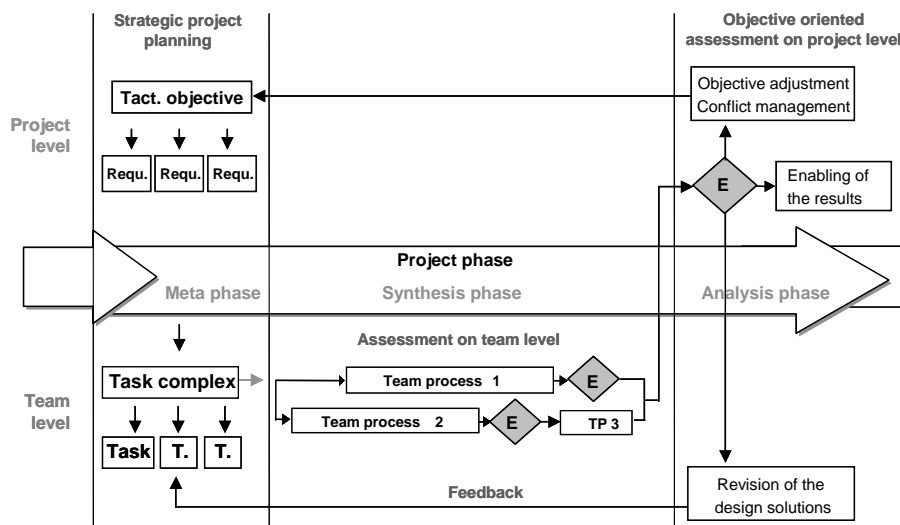 Strategic project
planning
Objective oriented
assessment on project level
Tact. objective
Objective adjustment
Conflict management
Project
level
Requ. Requ. Requ.
E
Enabling of
the results
Project phase
Meta phase Synthesis phase Analysis phase
Assessment on team level
Team
level
Task complex
Team process 1
E
Team process 2
E
TP 3
Task T. T.
Feedback
Revision of the
design solutions